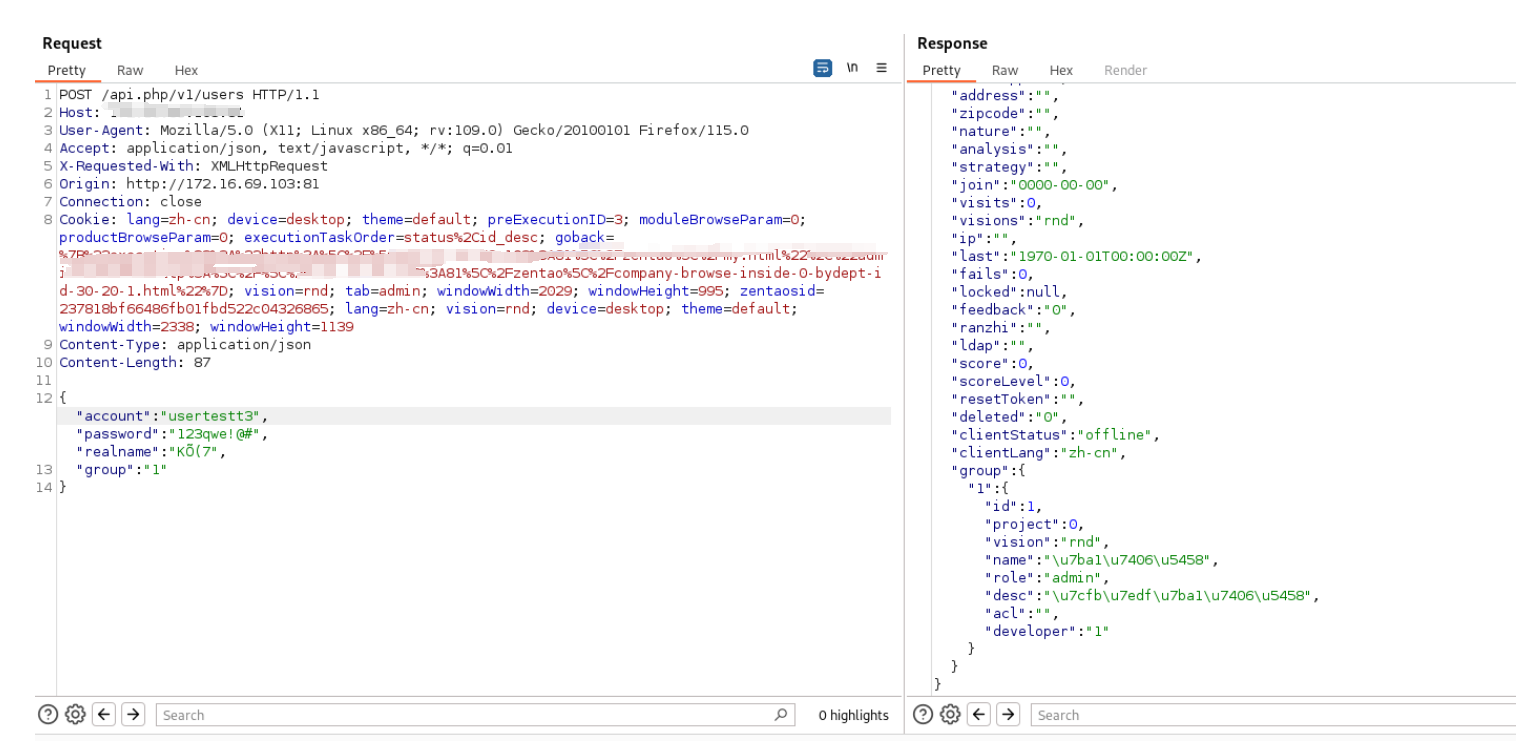 Request
Pretty Raw Hex
\n
1 POST /api.php/v1/users HTTP/1.1
2 Host:
3 User-Agent: Mozilla/5.0 (X11; Linux x86_64; rv:109.0) Gecko/20100101 Firefox/115.0
4 Accept: application/json, text/javascript, */*; q=0.01
5 X-Requested-With: XMLHttpRequest
6 Origin: http://172.16.69.103:81
7 Connection: close
8 Cookie: lang=zh-cn; device=desktop; theme=default; preExecutionID=3; moduleBrowseParam=0;
productBrowseParam=0; executionTaskOrder=status%2Cid_desc; goback=
%3A81%5C%2Fzentao%5C%2Fcompany-browse-inside-0-bydept-i
d-30-20-1.html%22%7D; vision=rnd; tab=admin; windowWidth=2029; windowHeight=995; zentaosid=
237818bf66486fb01fbd522c04326865; lang=zh-cn; vision=rnd; device=desktop; theme=default;
windowWidth=2338; windowHeight=1139
9 Content-Type: application/json
10 Content-Length: 87
11
12 {
"account":"usertestt3",
"password":"123qwe!@#",
"realname":"KÕ(7",
13 "group":"1"
14 }
Search
0 highlights
Response
Pretty Raw Hex Render
"address":"",
"zipcode":"",
"nature":"",
"analysis":"",
"strategy":"",
"join":"0000-00-00",
"visits":0,
"visions":"rnd",
"ip":"",
"last":"1970-01-01T00:00:00Z",
"fails":0,
"locked":null,
"feedback":"0",
"ranzhi":"",
"ldap":"",
"score":0,
"scoreLevel":0,
"resetToken":"",
"deleted":"0",
"clientStatus":"offline",
"clientLang":"zh-cn",
"group":{
"1":{
"id":1,
"project":0,
"vision":"rnd",
"name":"\u7ba1\u7406\u5458",
"role":"admin",
"desc":"\u7cfb\u7edf\u7ba1\u7406\u5458",
"acl":"",
"developer":"1"
}
}
}
Search